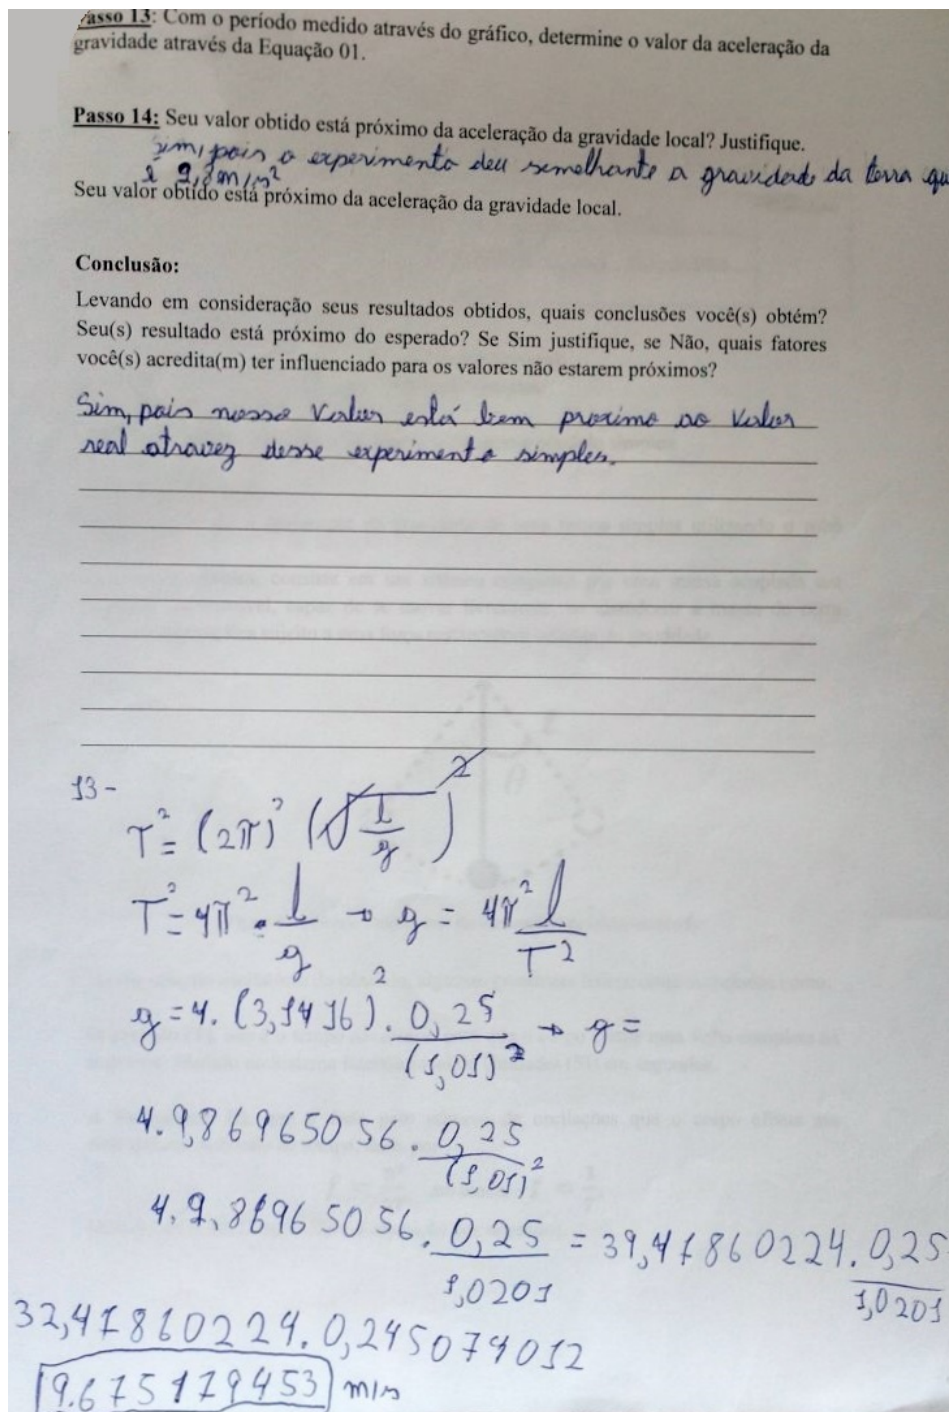 Passo 13: Com o período medido através do gráfico, determine o valor da aceleração da
gravidade através da Equação 01.
Passo 14: Seu valor obtido está próximo da aceleração da gravidade local? Justifique.
sim, pois o experimento deu semelhante a gravidade da terra qu
é 9,8 m/s²
Seu valor obtido está próximo da aceleração da gravidade local.
Conclusão:
Levando em consideração seus resultados obtidos, quais conclusões você(s) obtém?
Seu(s) resultado está próximo do esperado? Se Sim justifique, se Não, quais fatores
você(s) acredita(m) ter influenciado para os valores não estarem próximos?
Sim, pois nosso valor está bem proximo ao valor
real atravez desse experimento simples.
13-
T² = (2π)² (√(l/g))²
T² = 4π² · l/g → g = 4π² l/T²
g = 4 . (3,1416)² . 0,25/(1,01)² → g =
4 . 9,86965056 . 0,25/(1,01)²
4 . 9,86965056 . 0,25/1,0201 = 39,47860224 . 0,25/1,0201
39,47860224 . 0,245074012
9.675179453 m/s